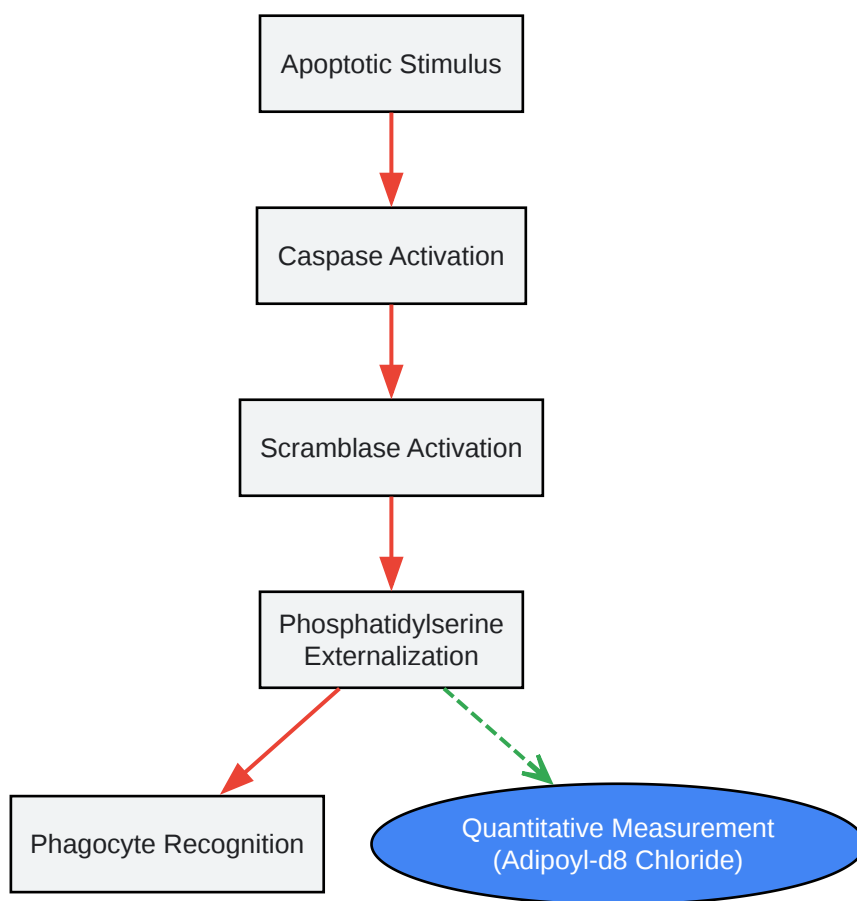 Apoptotic Stimulus
Caspase Activation
Scramblase Activation
Phosphatidylserine
Externalization
Phagocyte Recognition
Quantitative Measurement
(Adipoyl-d8 Chloride)